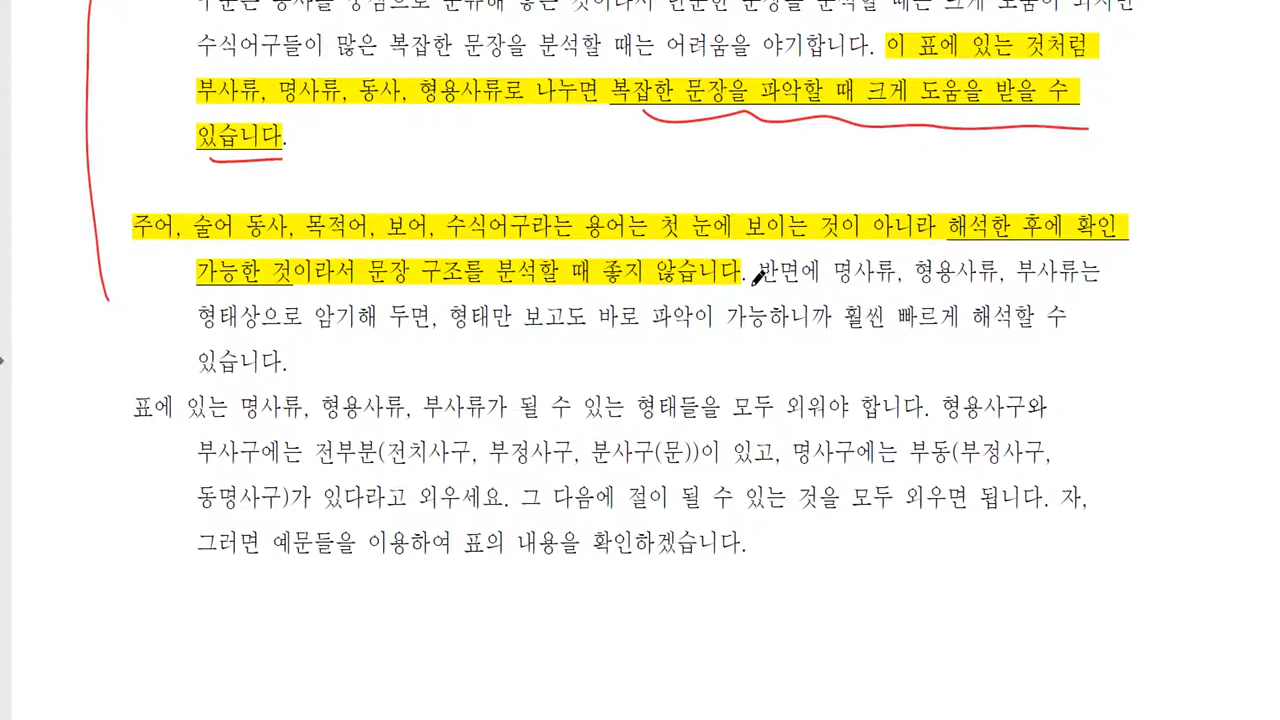 수식어구들이 많은 복잡한 문장을 분석할 때는 어려움을 야기합니다. 이 표에 있는 것처럼
부사류, 명사류, 동사, 형용사류로 나누면 복잡한 문장을 파악할 때 크게 도움을 받을 수
있습니다.
주어, 술어 동사, 목적어, 보어, 수식어구라는 용어는 첫 눈에 보이는 것이 아니라 해석한 후에 확인
가능한 것이라서 문장 구조를 분석할 때 좋지 않습니다. 반면에 명사류, 형용사류, 부사류는
형태상으로 암기해 두면, 형태만 보고도 바로 파악이 가능하니까 훨씬 빠르게 해석할 수
있습니다.
표에 있는 명사류, 형용사류, 부사류가 될 수 있는 형태들을 모두 외워야 합니다. 형용사구와
부사구에는 전부분(전치사구, 부정사구, 분사구(문))이 있고, 명사구에는 부동(부정사구,
동명사구)가 있다라고 외우세요. 그 다음에 절이 될 수 있는 것을 모두 외우면 됩니다. 자,
그러면 예문들을 이용하여 표의 내용을 확인하겠습니다.